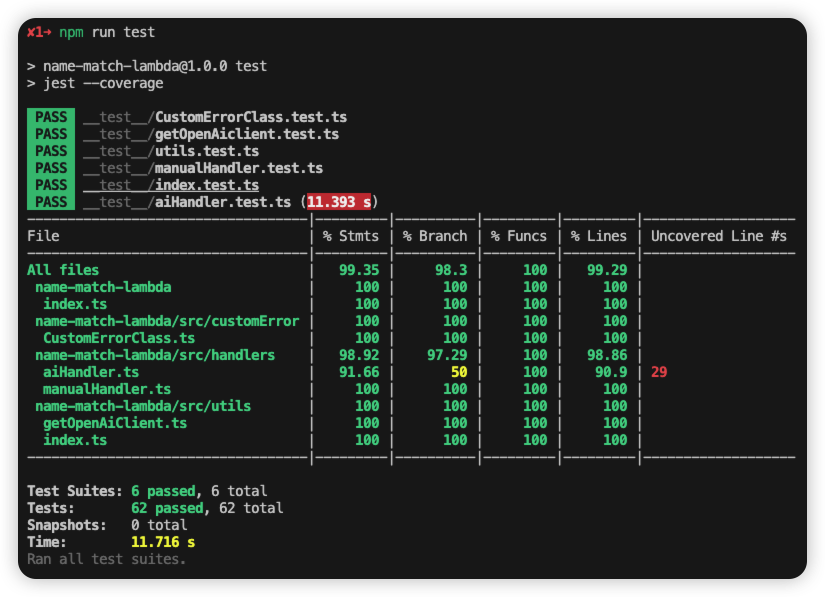 ✘1→ npm run test
> name-match-lambda@1.0.0 test
> jest --coverage
PASS __test__/CustomErrorClass.test.ts
PASS __test__/getOpenAiclient.test.ts
PASS __test__/utils.test.ts
PASS __test__/manualHandler.test.ts
PASS __test__/index.test.ts
PASS __test__/aiHandler.test.ts (11.393 s)
File | % Stmts | % Branch | % Funcs | % Lines | Uncovered Line #s
All files | 99.35 | 98.3 | 100 | 99.29 |
name-match-lambda | 100 | 100 | 100 | 100 |
index.ts | 100 | 100 | 100 | 100 |
name-match-lambda/src/customError | 100 | 100 | 100 | 100 |
CustomErrorClass.ts | 100 | 100 | 100 | 100 |
name-match-lambda/src/handlers | 98.92 | 97.29 | 100 | 98.86 |
aiHandler.ts | 91.66 | 50 | 100 | 90.9 | 29
manualHandler.ts | 100 | 100 | 100 | 100 |
name-match-lambda/src/utils | 100 | 100 | 100 | 100 |
getOpenAiClient.ts | 100 | 100 | 100 | 100 |
index.ts | 100 | 100 | 100 | 100 |
Test Suites: 6 passed, 6 total
Tests: 62 passed, 62 total
Snapshots: 0 total
Time: 11.716 s
Ran all test suites.